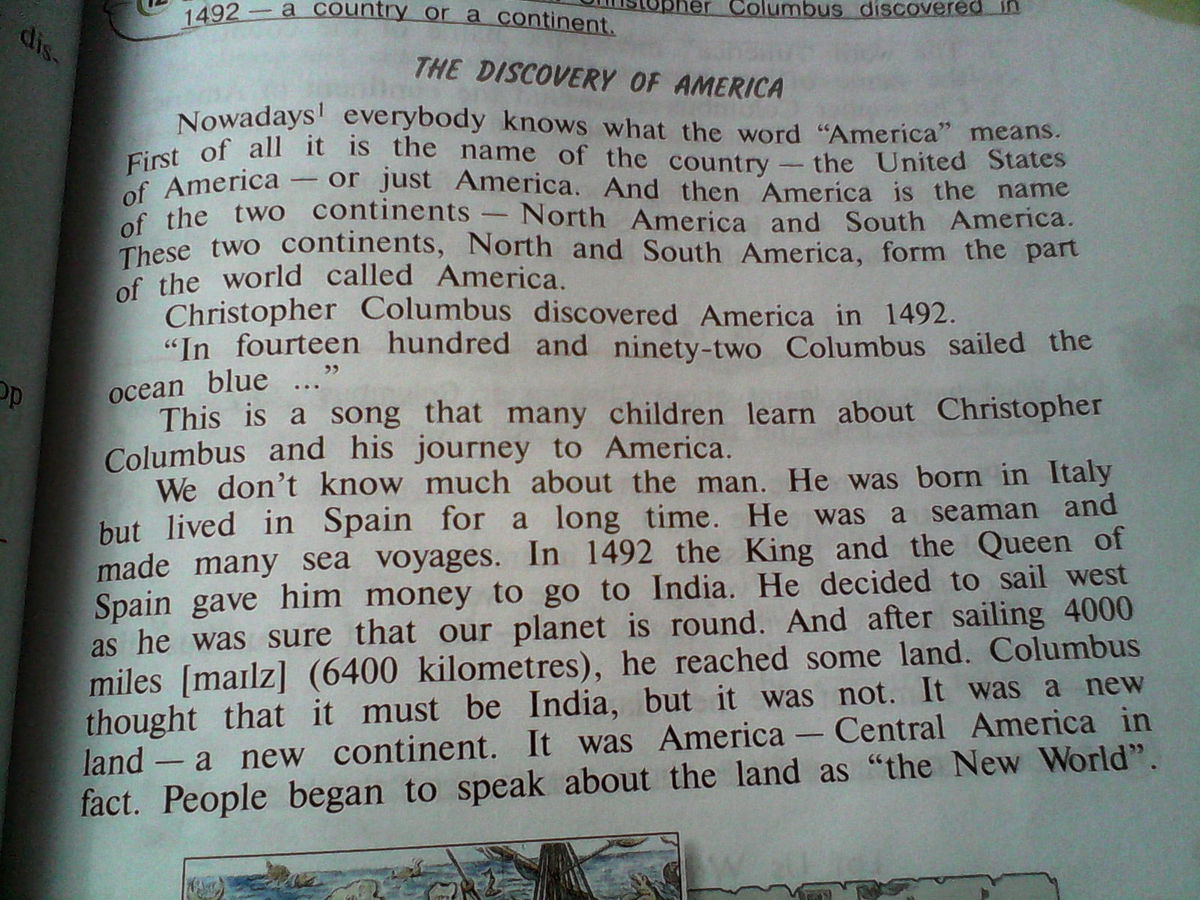 Columbus discovered in
1492 — a country or a continent.
dis-
THE DISCOVERY OF AMERICA
Nowadays¹ everybody knows what the word “America” means.
First of all it is the name of the country — the United States
of America — or just America. And then America is the name
of the two continents — North America and South America.
These two continents, North and South America, form the part
of the world called America.
Christopher Columbus discovered America in 1492.
“In fourteen hundred and ninety-two Columbus sailed the
ocean blue ...”
This is a song that many children learn about Christopher
Columbus and his journey to America.
We don’t know much about the man. He was born in Italy
but lived in Spain for a long time. He was a seaman and
made many sea voyages. In 1492 the King and the Queen of
Spain gave him money to go to India. He decided to sail west
as he was sure that our planet is round. And after sailing 4000
miles [maɪlz] (6400 kilometres), he reached some land. Columbus
thought that it must be India, but it was not. It was a new
land — a new continent. It was America — Central America in
fact. People began to speak about the land as “the New World”.